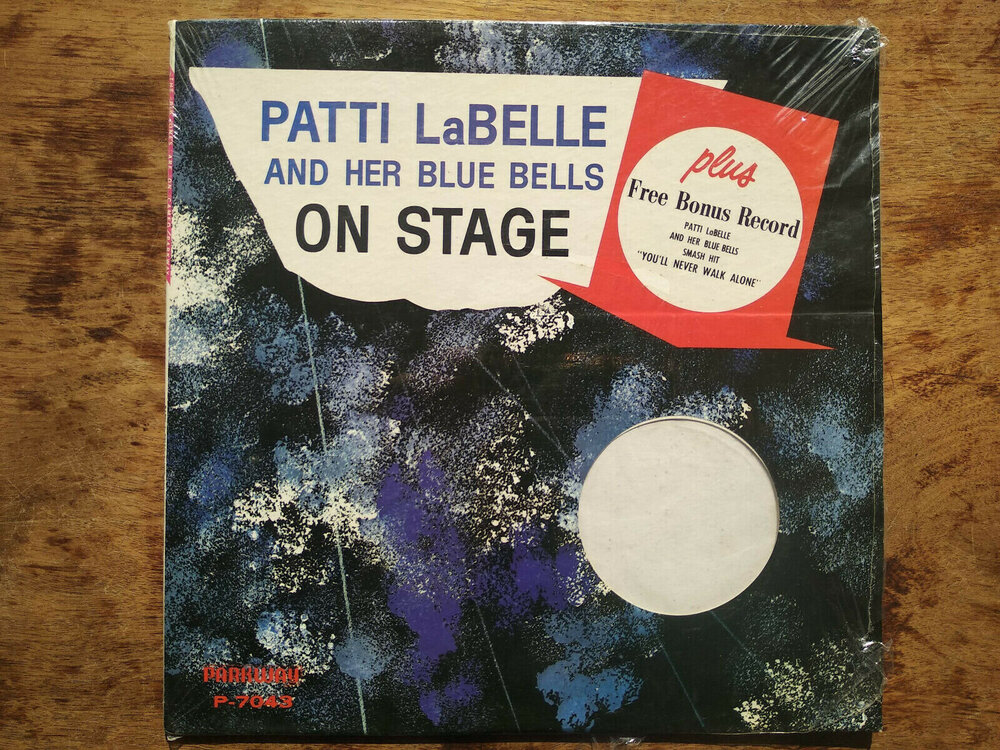 PATTI LaBELLE
AND HER BLUE BELLS
ON STAGE
plus
Free Bonus Record
PATTI LaBELLE
AND HER BLUE BELLS
SMASH HIT
"YOU'LL NEVER WALK ALONE"
PARKWAY
P-7043